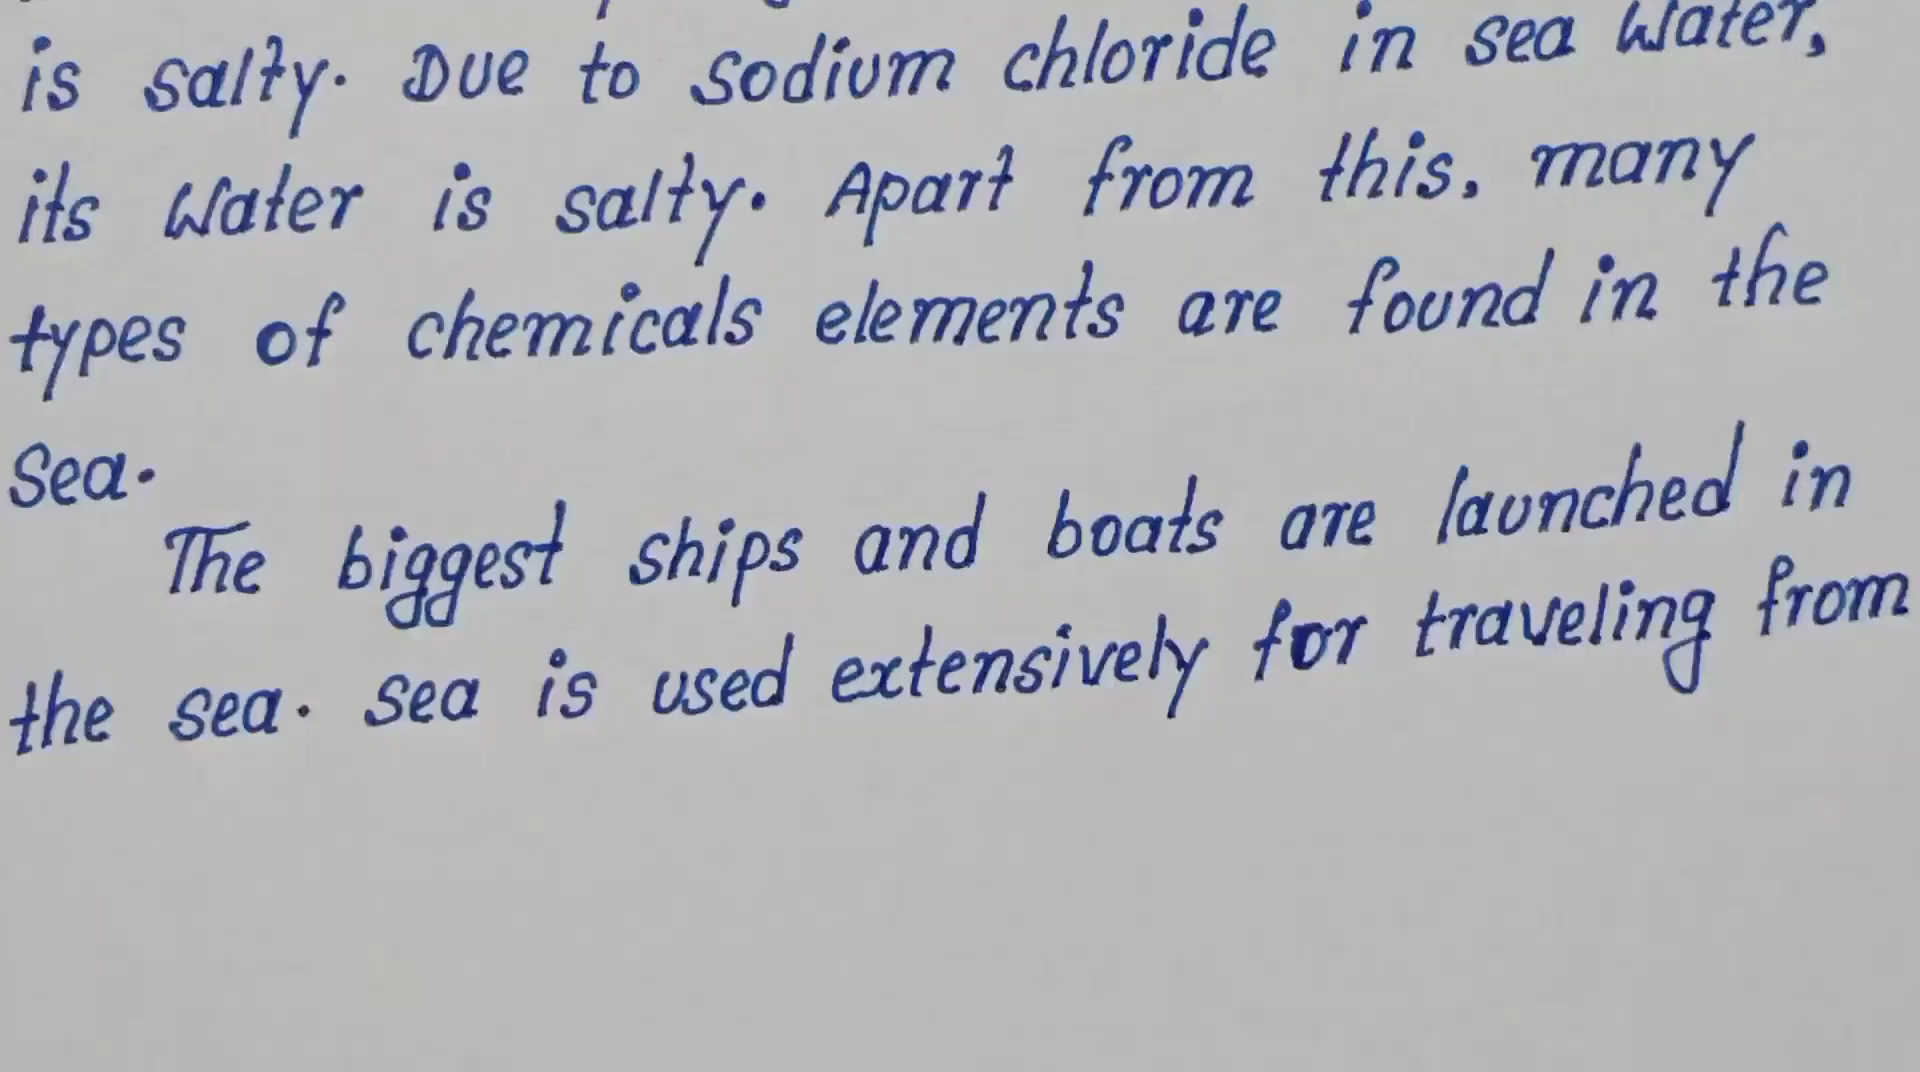 is salty. Due to sodium chloride in sea water,
its water is salty. Apart from this, many
types of chemicals elements are found in the
sea.
The biggest ships and boats are launched in
the sea. sea is used extensively for traveling from